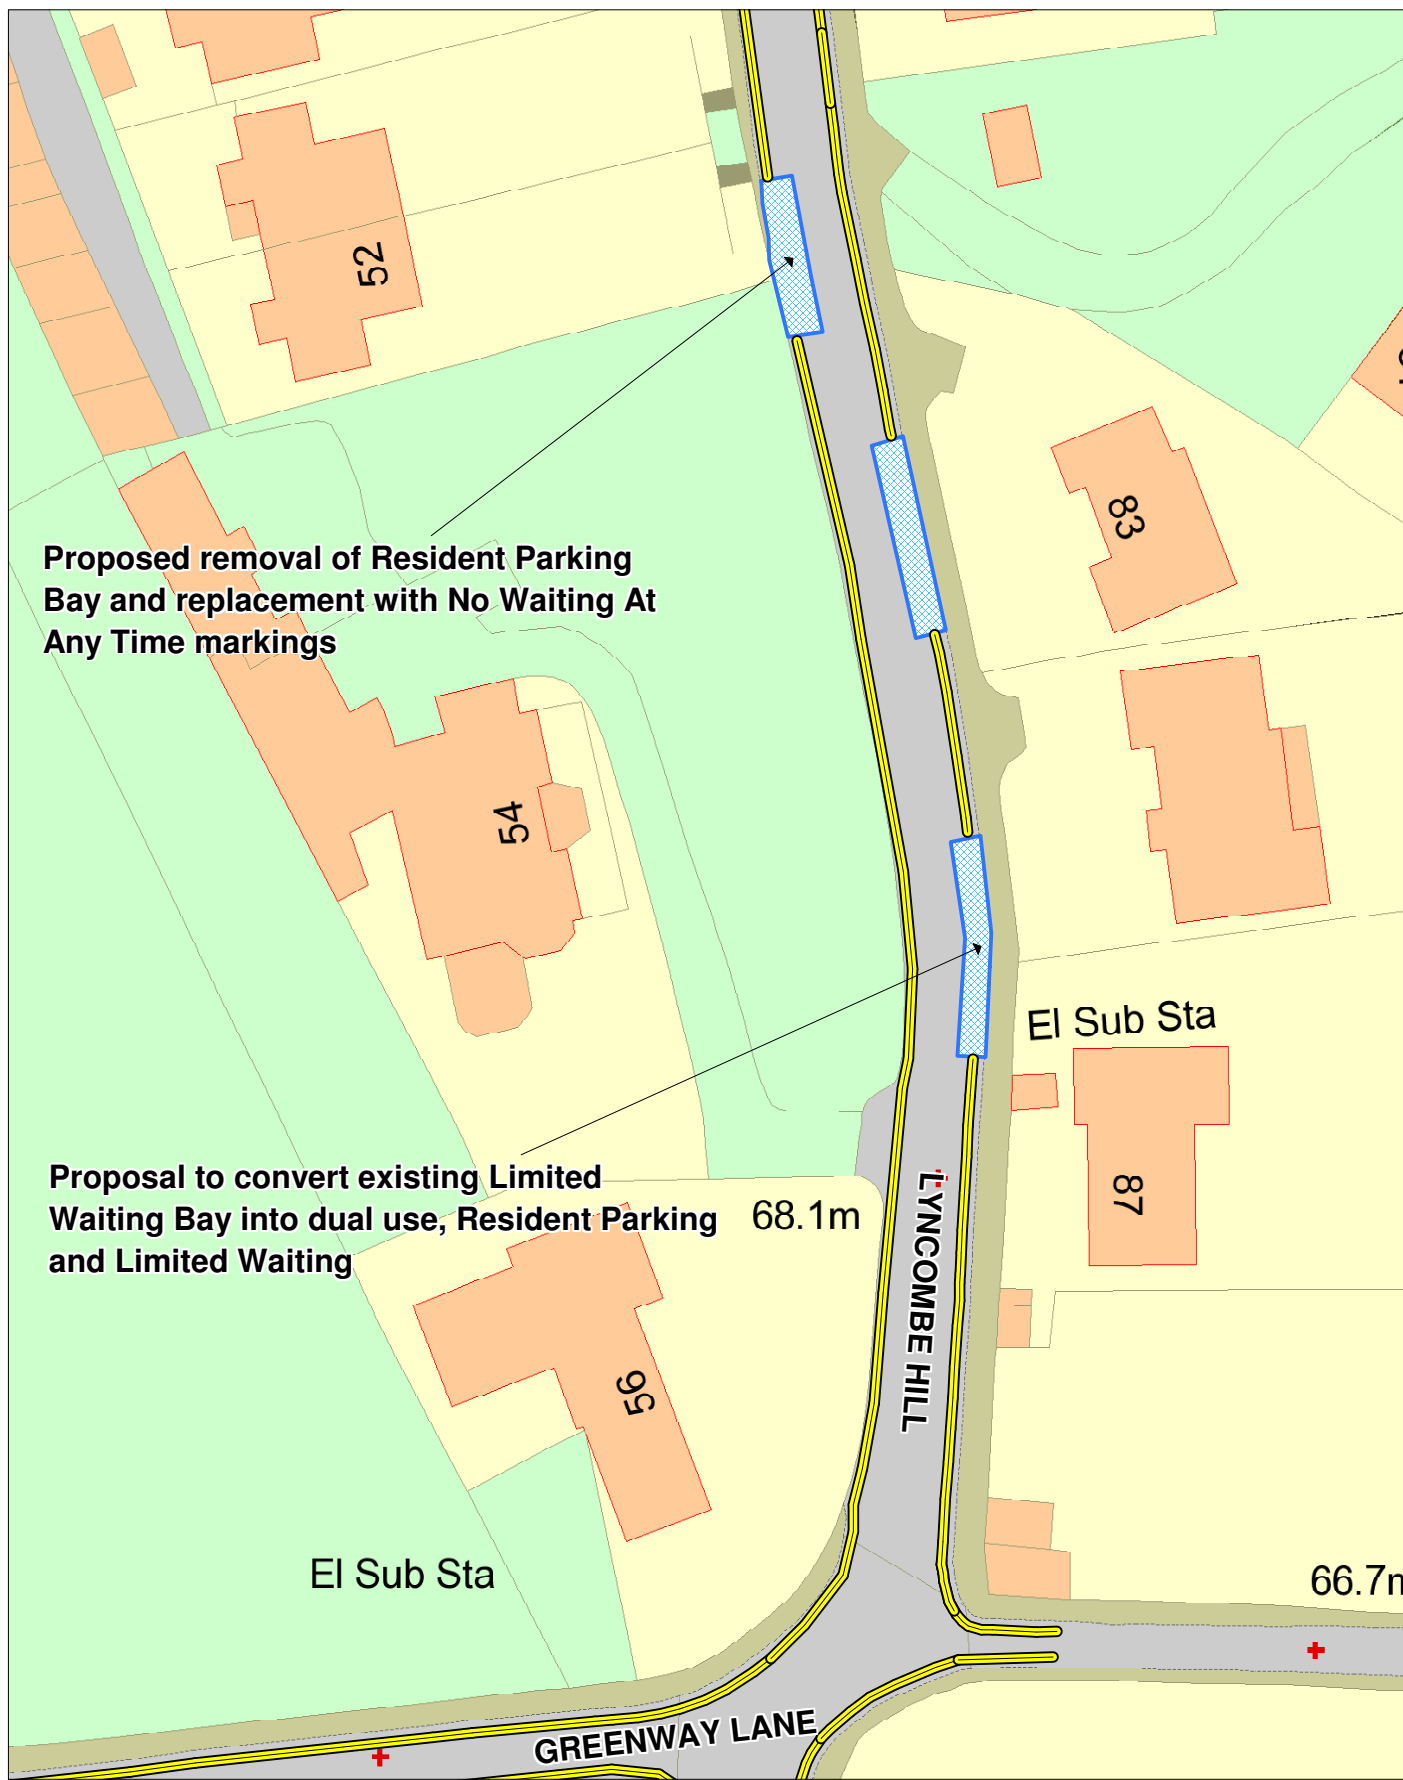 52
83
Proposed removal of Resident Parking
Bay and replacement with No Waiting At
Any Time markings
54
El Sub Sta
Proposal to convert existing Limited
Waiting Bay into dual use, Resident Parking
and Limited Waiting
68.1m
87
LYNCOMBE HILL
56
El Sub Sta
66.7m
GREENWAY LANE